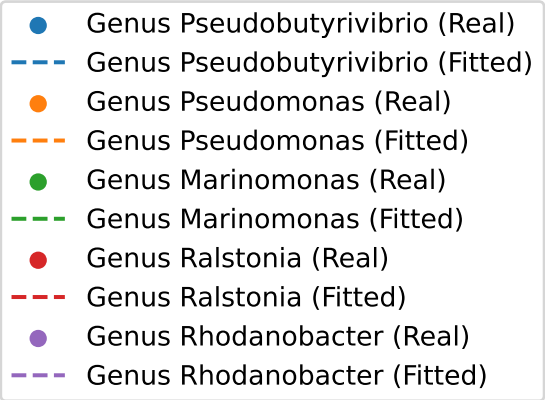 Genus Pseudobutyrivibrio (Real)
Genus Pseudobutyrivibrio (Fitted)
Genus Pseudomonas (Real)
Genus Pseudomonas (Fitted)
Genus Marinomonas (Real)
Genus Marinomonas (Fitted)
Genus Ralstonia (Real)
Genus Ralstonia (Fitted)
Genus Rhodanobacter (Real)
Genus Rhodanobacter (Fitted)